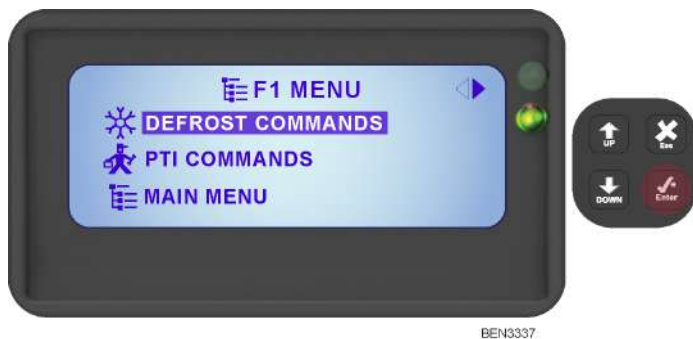 F1 MENU
DEFROST COMMANDS
PTI COMMANDS
MAIN MENU
UP
Esc
DOWN
Enter
BEN3337